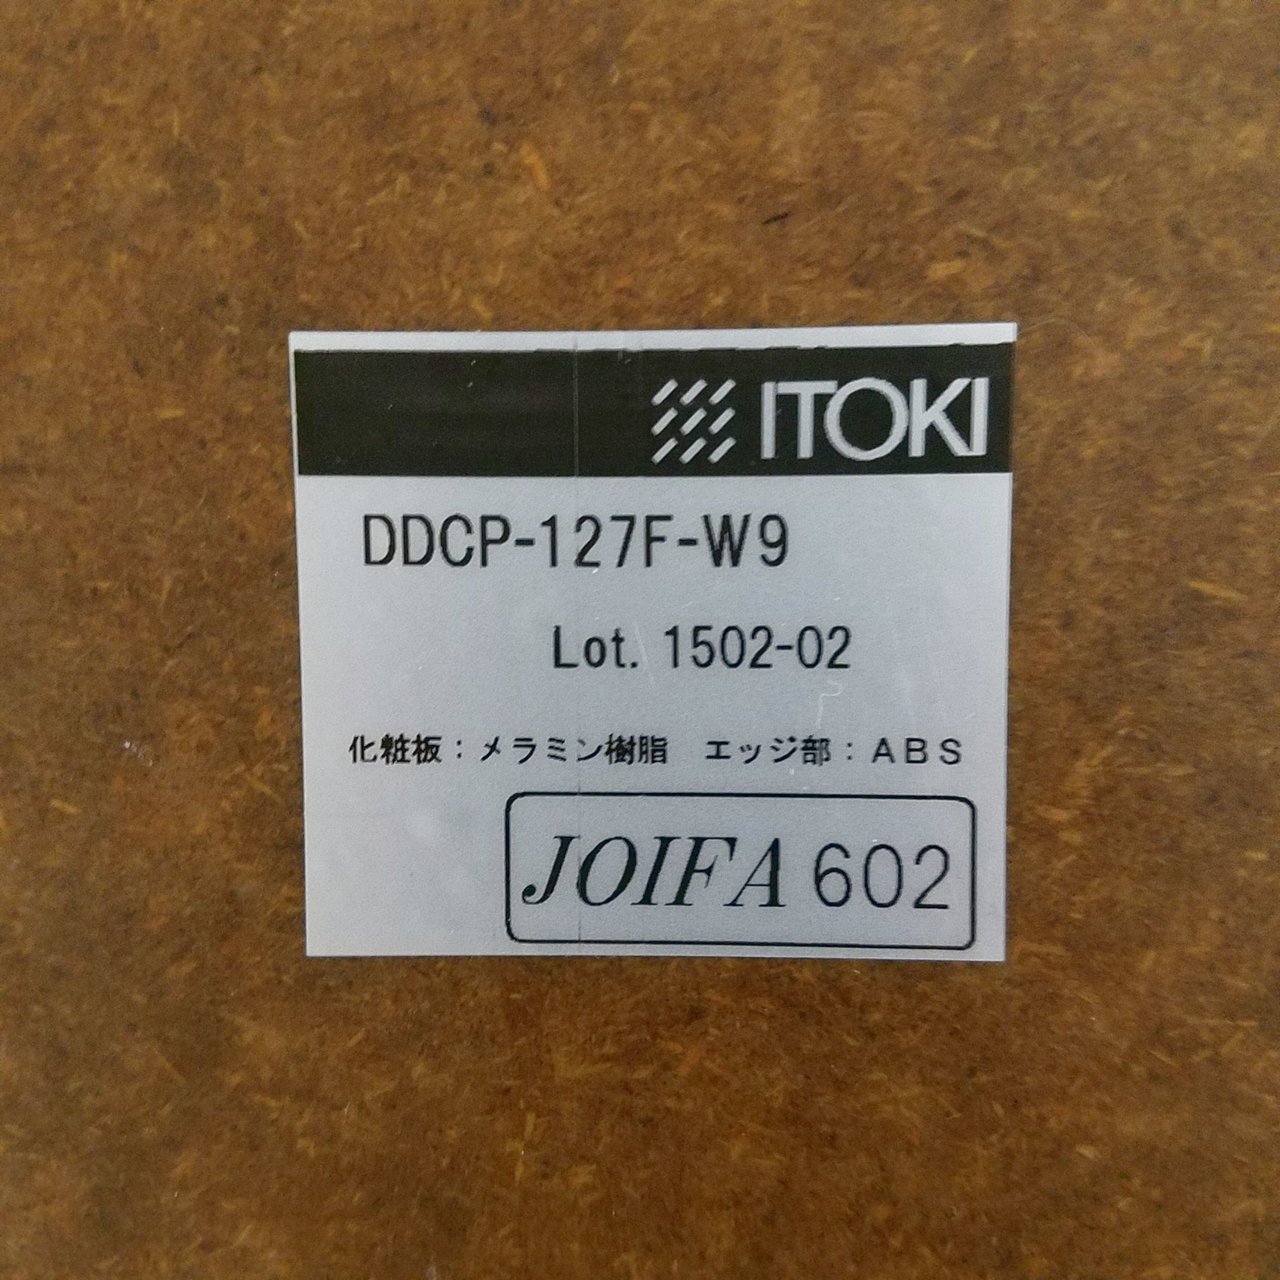 ITOKI
DDCP-127F-W9
Lot. 1502-02
化粧板：メラミン樹脂　エッジ部：ＡＢＳ
JOIFA 602